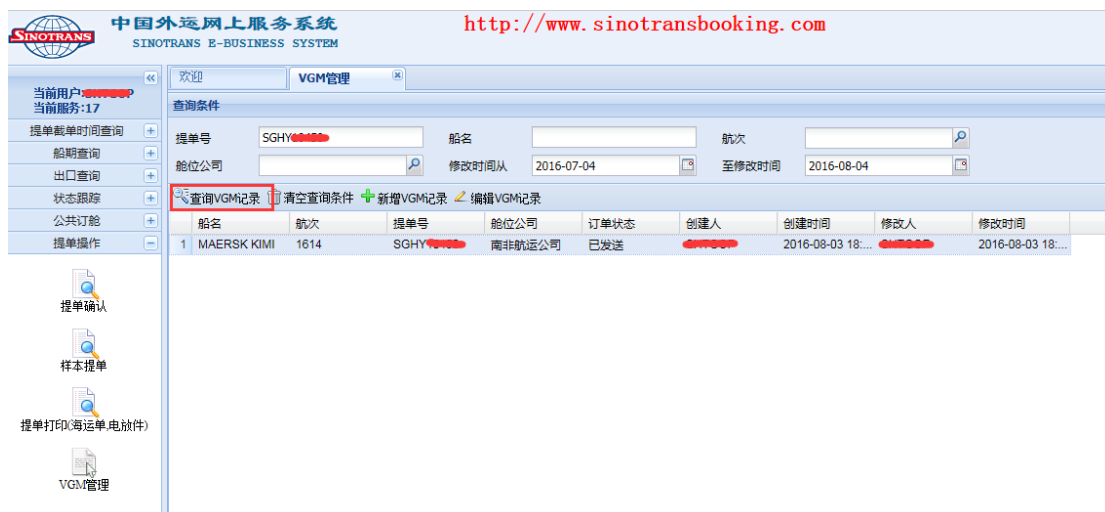 SINOTRANS 中国外运网上服务系统 http://www.sinotransbooking.com
SINOTRANS E-BUSINESS SYSTEM
欢迎 VGM管理
当前用户:
当前服务:17
查询条件
提单截单时间查询
提单号 SGHY 船名 航次
船期查询
舱位公司 修改时间从 2016-07-04 至修改时间 2016-08-04
出口查询
状态跟踪
查询VGM记录 清空查询条件 新增VGM记录 编辑VGM记录
公共订舱
船名 航次 提单号 舱位公司 订单状态 创建人 创建时间 修改人 修改时间
提单操作
1 MAERSK KIMI 1614 SGHY 南非航运公司 已发送 2016-08-03 18:... 2016-08-03 18:...
提单确认
样本提单
提单打印(海运单,电放件)
VGM管理